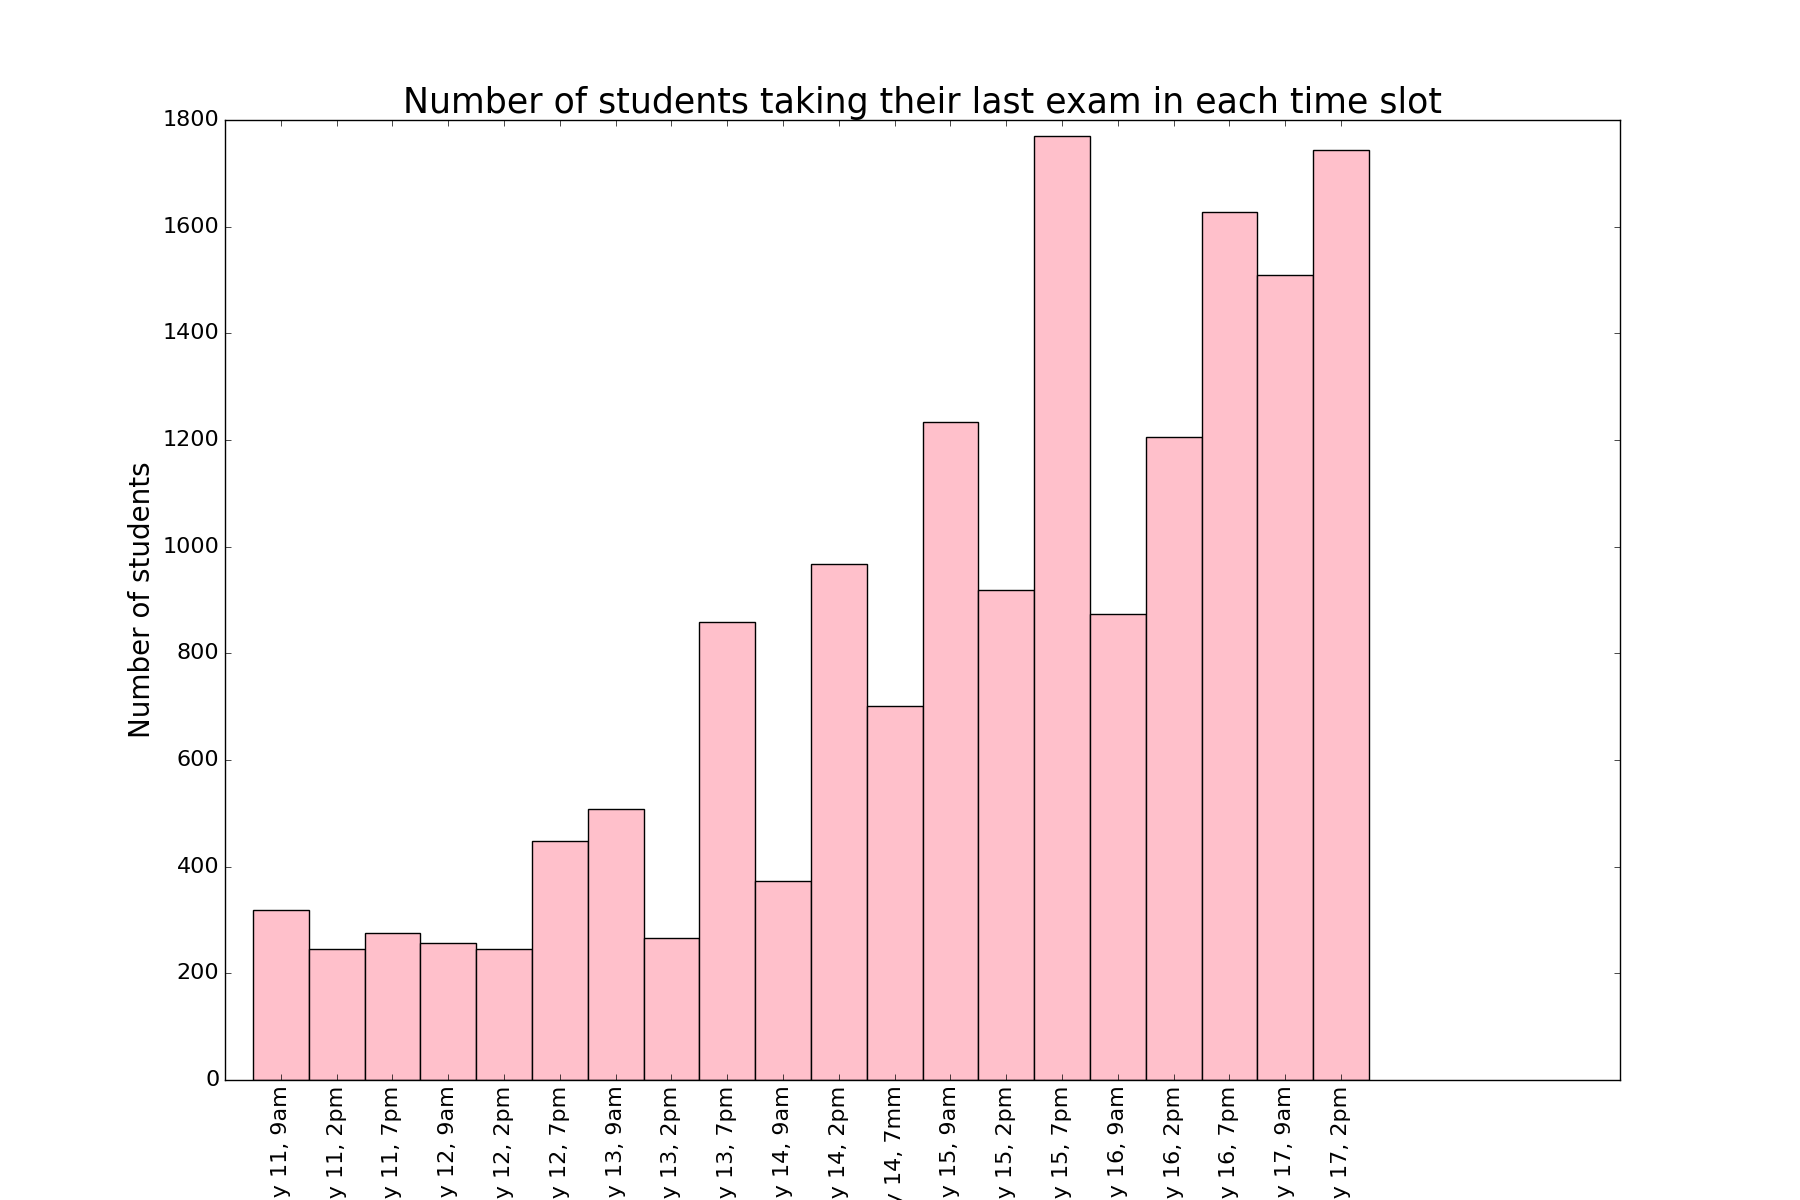 Number of students taking their last exam in each time slot
Number of students
1800
1600
1400
1200
1000
800
600
400
200
0
y 11, 9am
y 11, 2pm
y 11, 7pm
y 12, 9am
y 12, 2pm
y 12, 7pm
y 13, 9am
y 13, 2pm
y 13, 7pm
y 14, 9am
y 14, 2pm
y 14, 7mm
y 15, 9am
y 15, 2pm
y 15, 7pm
y 16, 9am
y 16, 2pm
y 16, 7pm
y 17, 9am
y 17, 2pm